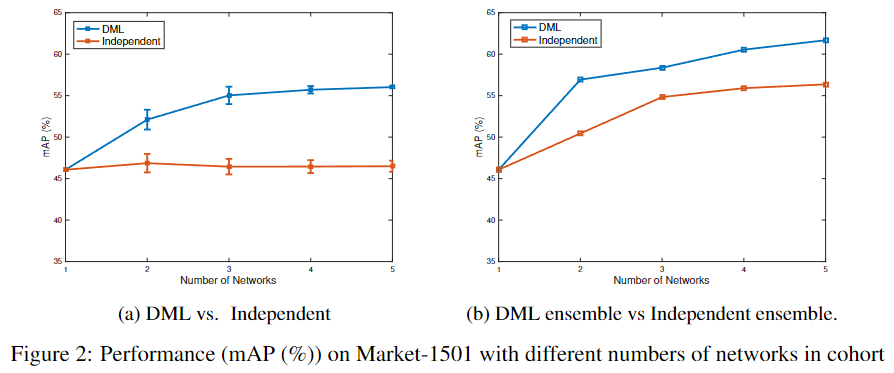 65
60
55
50
45
40
35
mAP (%)
DML
Independent
1 2 3 4 5
Number of Networks
(a) DML vs. Independent
65
60
55
50
45
40
35
mAP (%)
DML
Independent
1 2 3 4 5
Number of Networks
(b) DML ensemble vs Independent ensemble.
Figure 2: Performance (mAP (%)) on Market-1501 with different numbers of networks in cohort